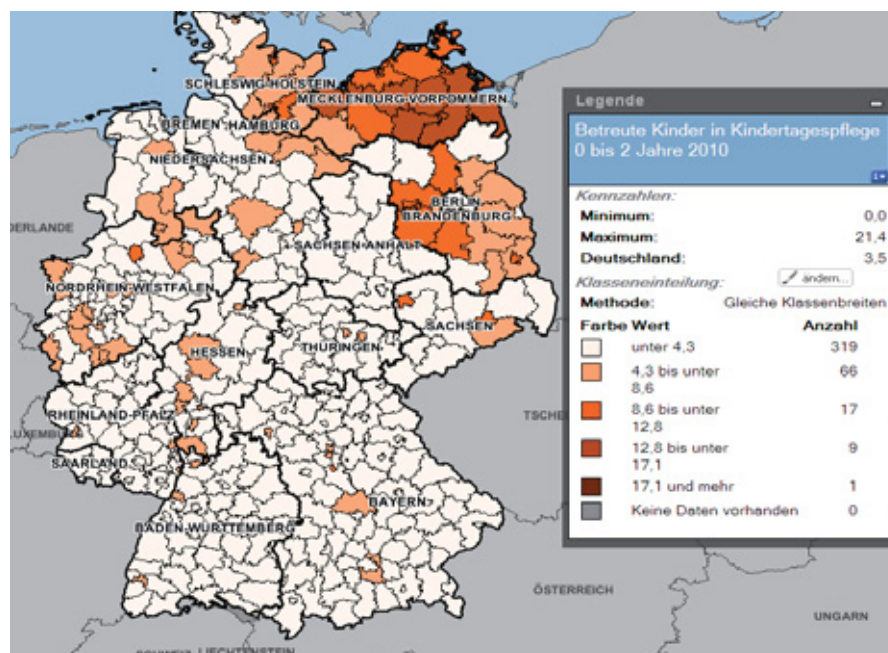 SCHLESWIG-HOLSTEIN
MECKLENBURG-VORPOMMERN
BREMEN
HAMBURG
NIEDERSACHSEN
BERLIN
BRANDENBURG
SACHSEN-ANHALT
NORDRHEIN-WESTFALEN
SACHSEN
HESSEN
THÜRINGEN
RHEINLAND-PFALZ
SAARLAND
BAYERN
BADEN-WÜRTTEMBERG
ÖSTERREICH
UNGARN
LIECHTENSTEIN
Legende
Betreute Kinder in Kindertagespflege
0 bis 2 Jahre 2010
Kennzahlen:
Minimum: 0,0
Maximum: 21,4
Deutschland: 3,5
Klasseneinteilung: ändern...
Methode: Gleiche Klassenbreiten
Farbe Wert Anzahl
unter 4,3 319
4,3 bis unter 66
8,6
8,6 bis unter 17
12,8
12,8 bis unter 9
17,1
17,1 und mehr 1
Keine Daten vorhanden 0